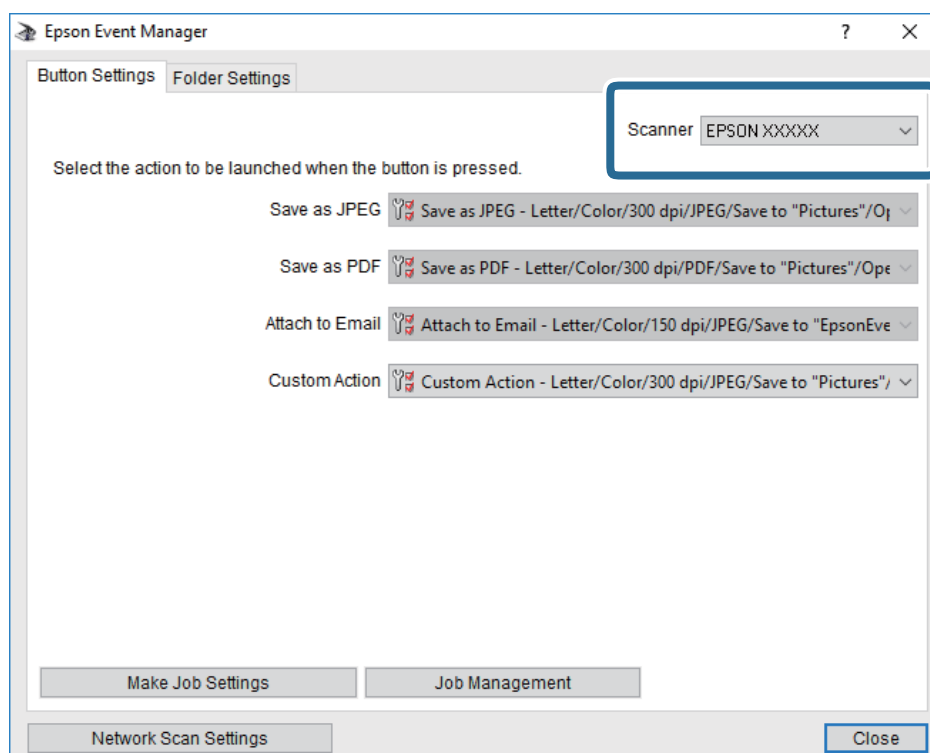 Epson Event Manager
Button Settings Folder Settings
Scanner EPSON XXXXX
Select the action to be launched when the button is pressed.
Save as JPEG Save as JPEG - Letter/Color/300 dpi/JPEG/Save to "Pictures"/Op
Save as PDF Save as PDF - Letter/Color/300 dpi/PDF/Save to "Pictures"/Ope
Attach to Email Attach to Email - Letter/Color/150 dpi/JPEG/Save to "EpsonEve
Custom Action Custom Action - Letter/Color/300 dpi/JPEG/Save to "Pictures"/
Make Job Settings Job Management
Network Scan Settings Close